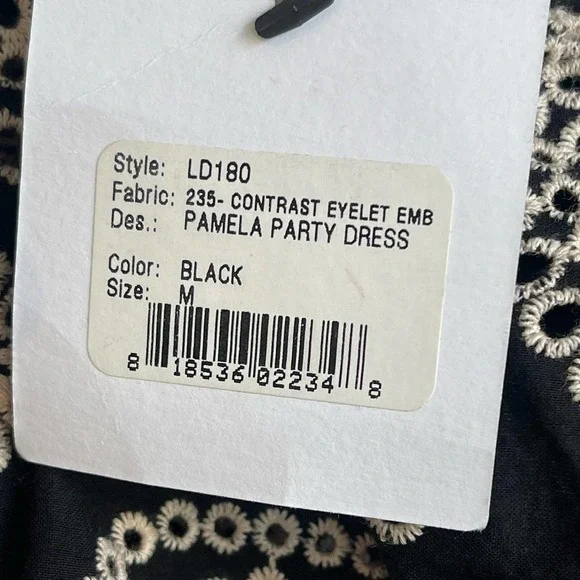 Style: LD180
Fabric: 235- CONTRAST EYELET EMB
Des.: PAMELA PARTY DRESS
Color: BLACK
Size: M
8 18536 02234 8